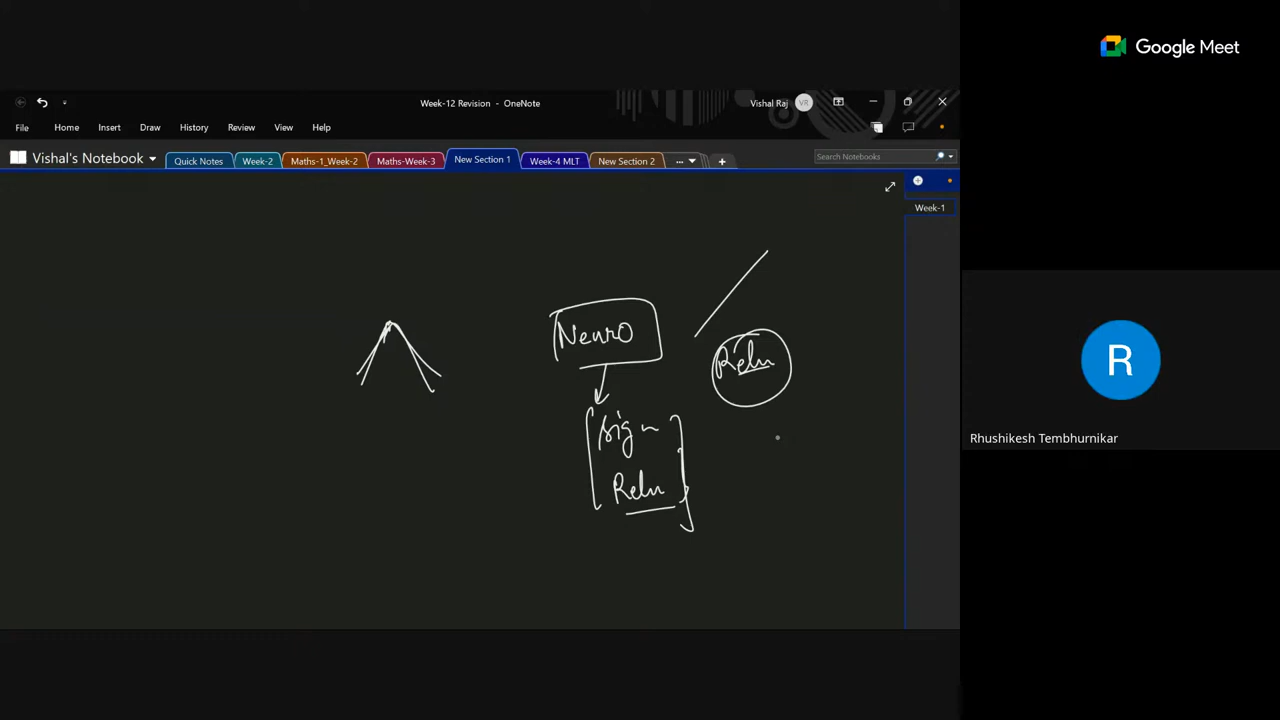 Google Meet
Week-12 Revision - OneNote
Vishal Raj VR
File Home Insert Draw History Review View Help
Vishal's Notebook
Quick Notes Week-2 Maths-1_Week-2 Maths-Week-3 New Section 1 Week-4 MLT New Section 2 ... +
Search Notebooks
Week-1
Neuro
Relu
sig
Relu
R
Rhushikesh Tembhurnikar